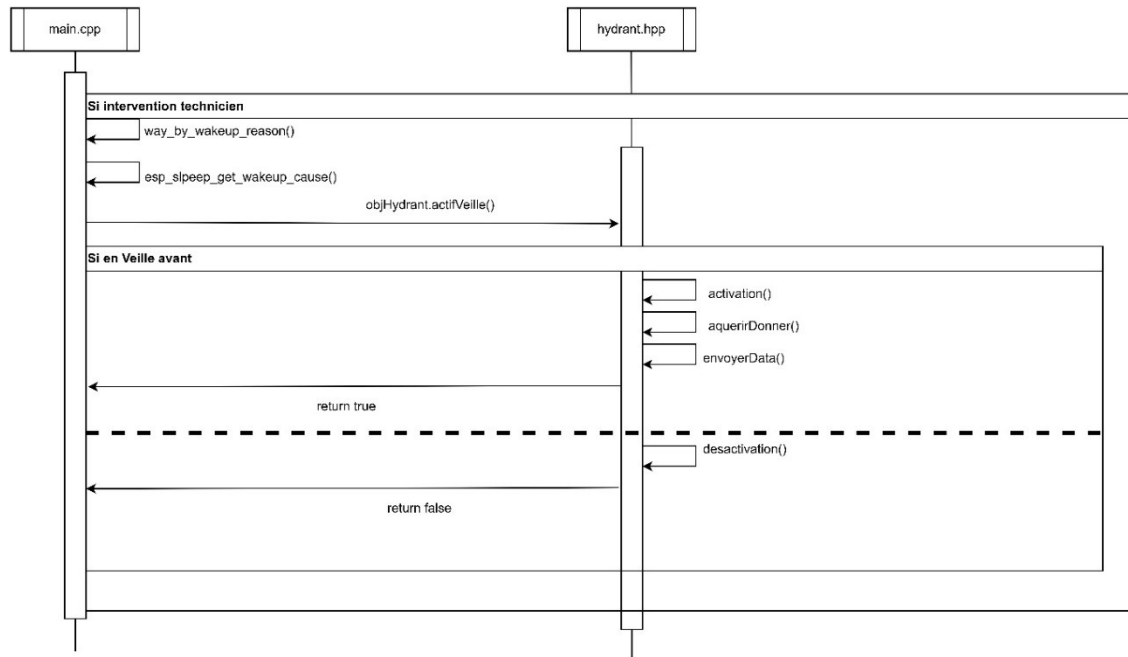 main.cpp
hydrant.hpp
Si intervention technicien
way_by_wakeup_reason()
esp_slpeep_get_wakeup_cause()
objHydrant.actifVeille()
Si en Veille avant
activation()
aquerirDonner()
envoyerData()
return true
desactivation()
return false